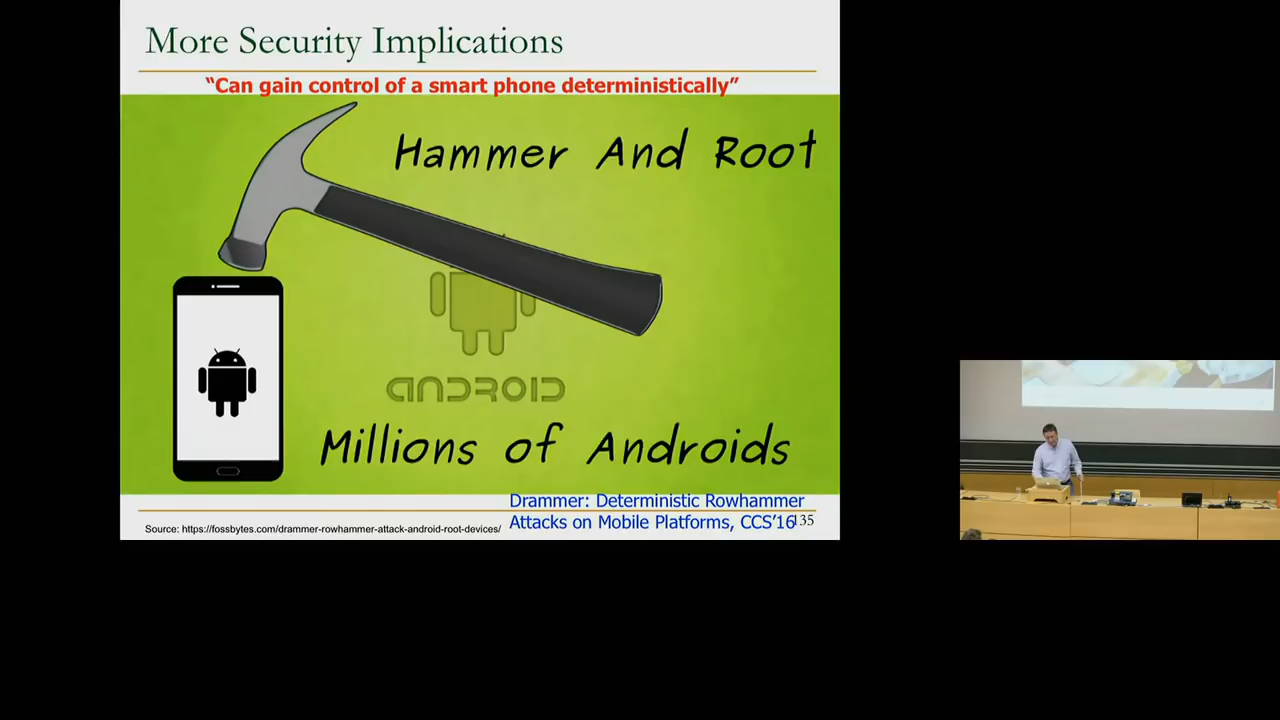 More Security Implications
“Can gain control of a smart phone deterministically”
Hammer And Root
ANDROID
Millions of Androids
Drammer: Deterministic Rowhammer
Attacks on Mobile Platforms, CCS’16
135
Source: https://fossbytes.com/drammer-rowhammer-attack-android-root-devices/